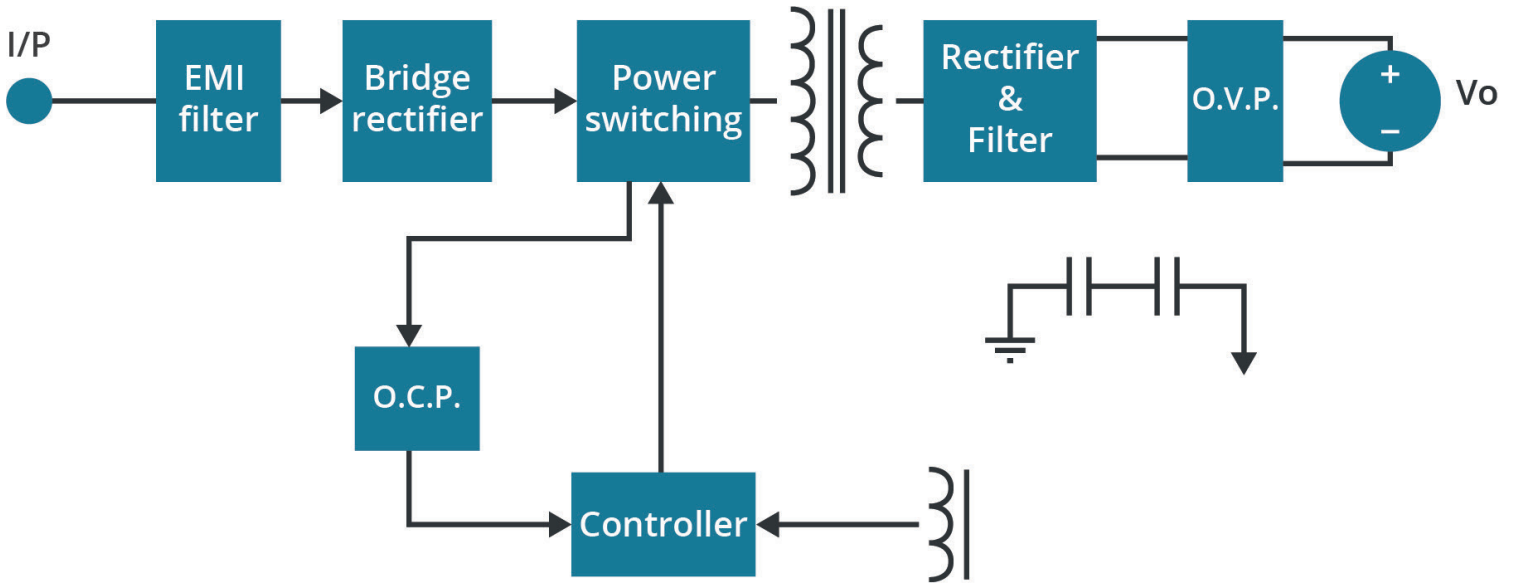 I/P
EMI
filter
Bridge
rectifier
Power
switching
Rectifier
&
Filter
O.V.P.
+
−
Vo
O.C.P.
Controller